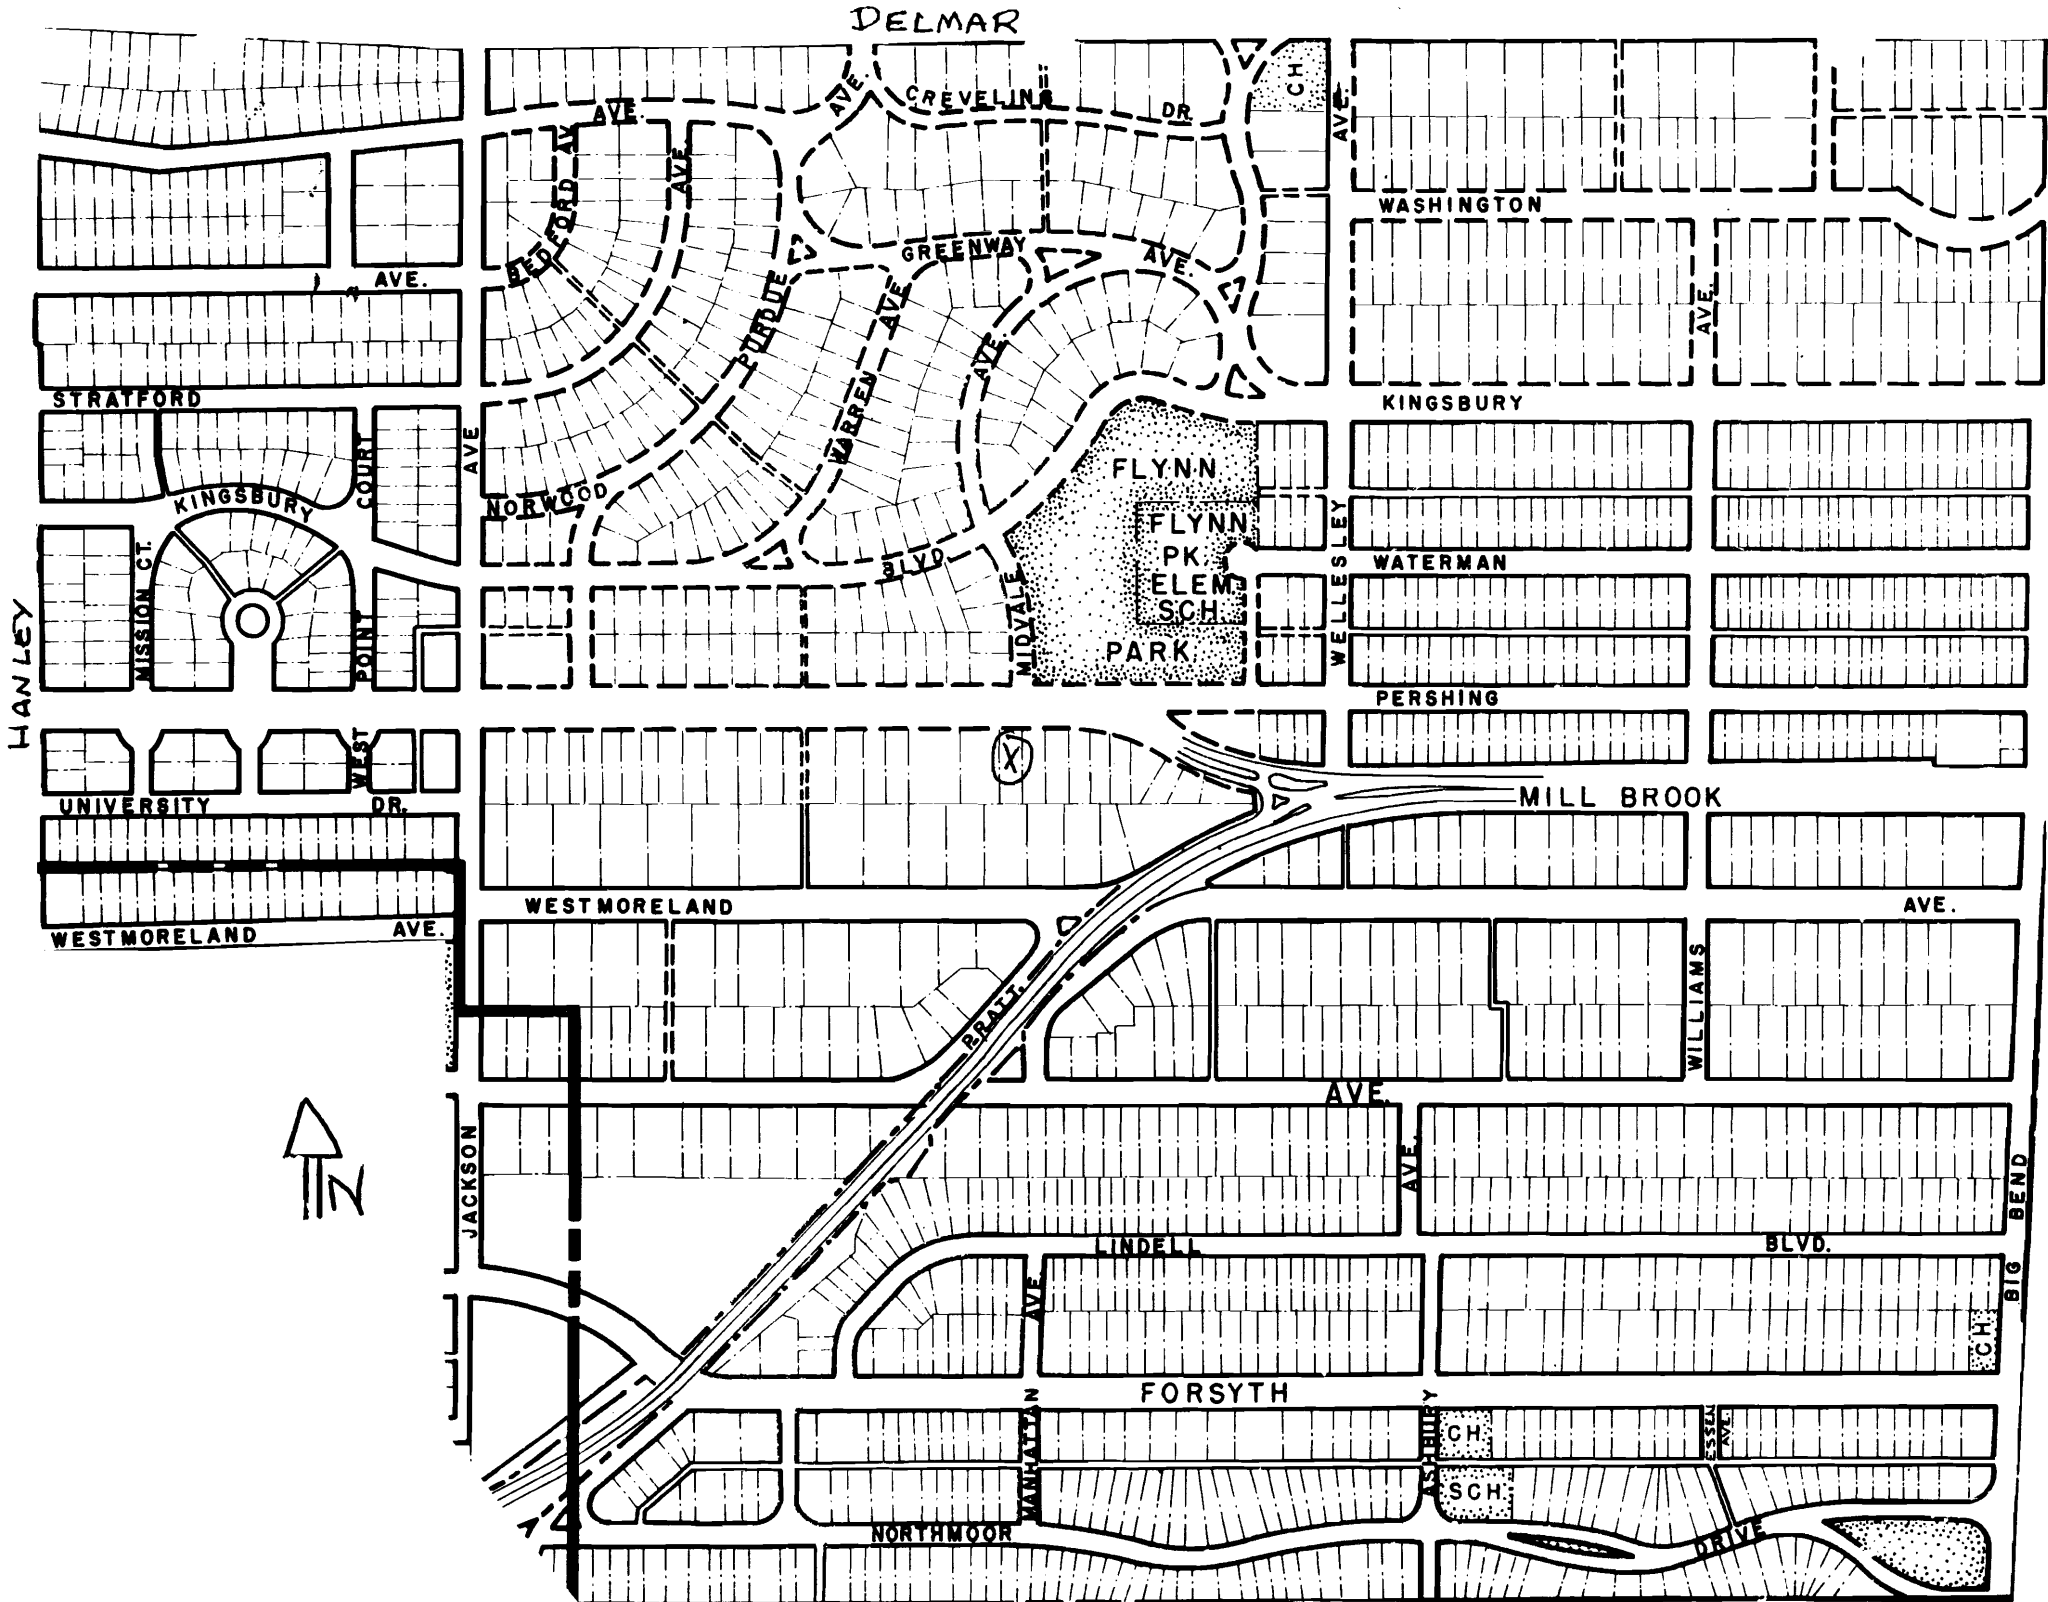 DELMAR
AVE.
CREVELING
DR.
CH
AVE.
AVE.
BEDFORD AV.
AVE.
WASHINGTON
GREENWAY
AVE.
AVE.
PURDUE
WARREN AVE
AVE.
AVE.
STRATFORD
KINGSBURY
KINGSBURY
AVE
WEST POINT COURT
NORWOOD
FLYNN
FLYNN
PK.
ELEM
SCH.
PARK
BLVD
MIDVALE
WATERMAN
WELLESLEY
HANLEY
MISSION CT.
PERSHING
X
UNIVERSITY
DR.
MILL BROOK
WESTMORELAND
AVE.
WESTMORELAND
AVE.
WILLIAMS
PRATT
AVE.
N
JACKSON
AVE.
LINDELL
BLVD.
BIG BEND
AVE.
CH.
FORSYTH
MANHATTAN
ASHBURY
CH.
ESSEX
AVE.
SCH.
NORTHMOOR
DRIVE